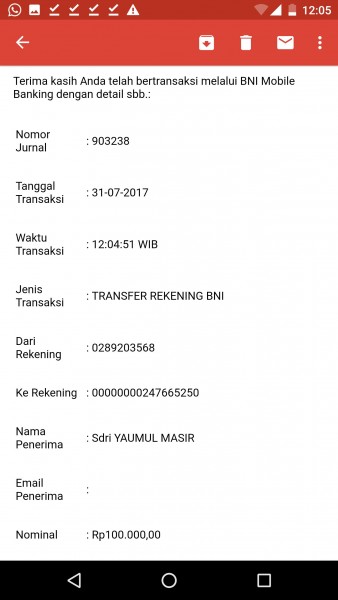 12:05
Terima kasih Anda telah bertransaksi melalui BNI Mobile
Banking dengan detail sbb.:
Nomor
Jurnal : 903238
Tanggal
Transaksi : 31-07-2017
Waktu
Transaksi : 12:04:51 WIB
Jenis
Transaksi : TRANSFER REKENING BNI
Dari
Rekening : 0289203568
Ke Rekening : 00000000247665250
Nama
Penerima : Sdri YAUMUL MASIR
Email
Penerima :
Nominal : Rp100.000,00